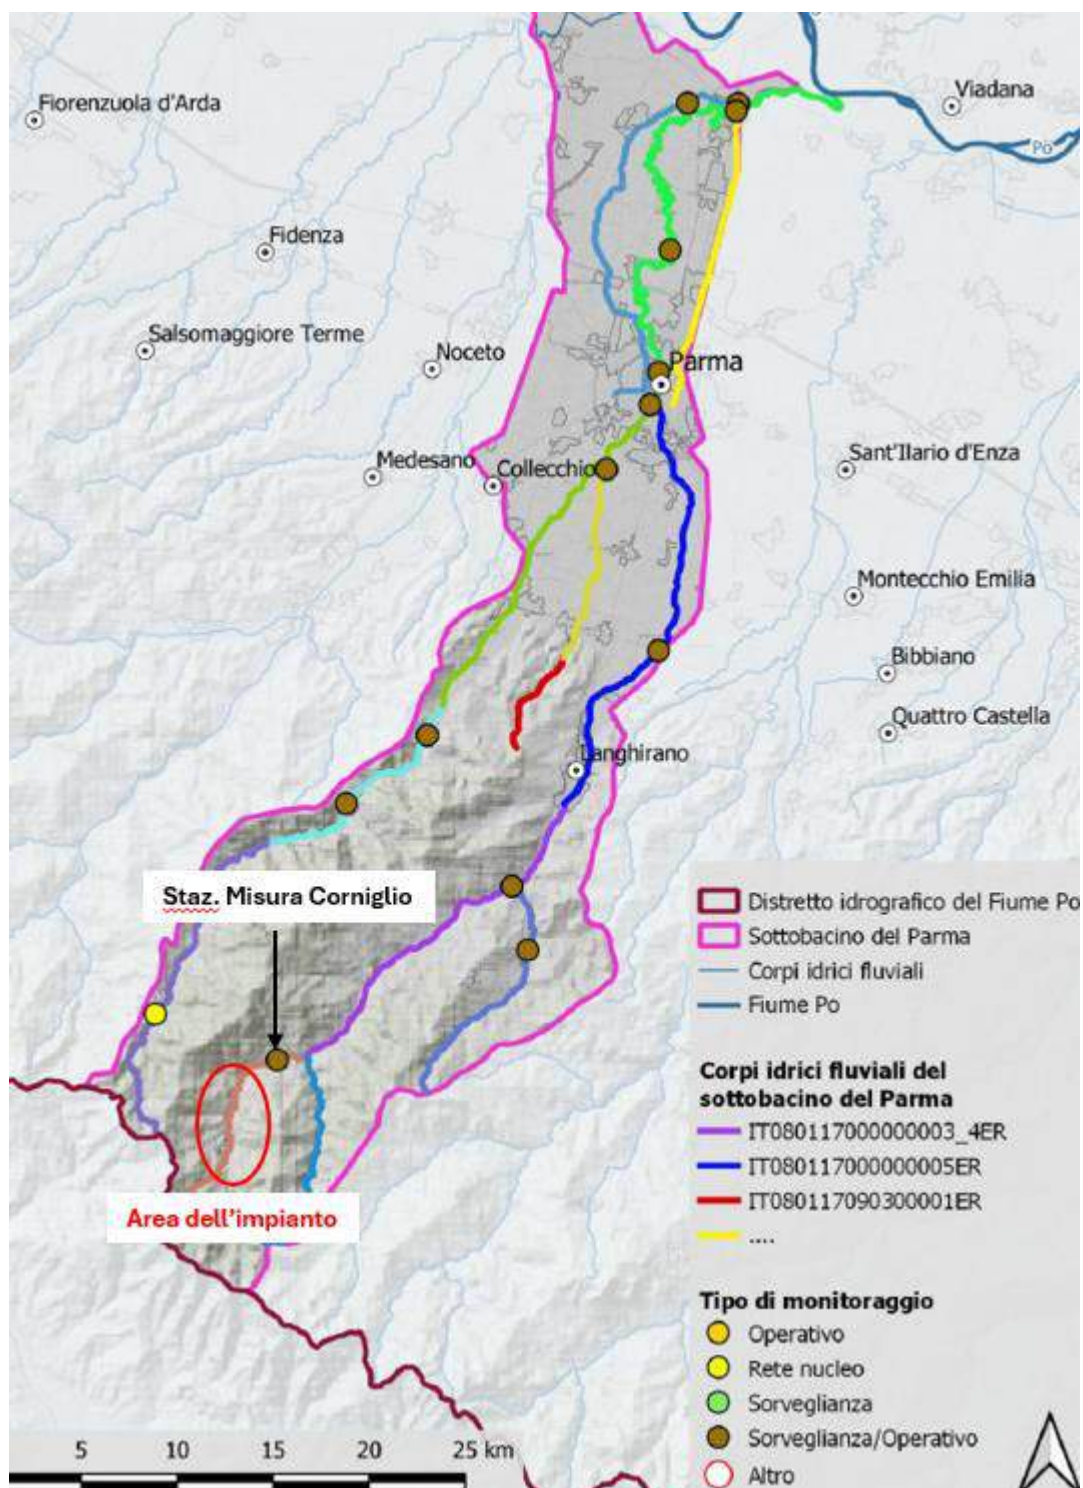 Fiorenzuola d'Arda
Viadana
Po
Fidenza
Salsomaggiore Terme
Noceto
Parma
Medesano
Collecchio
Sant'Ilario d'Enza
Montecchio Emilia
Bibbiano
Quattro Castella
Langhirano
Staz. Misura Corniglio
Area dell'impianto
Distretto idrografico del Fiume Po
Sottobacino del Parma
Corpi idrici fluviali
Fiume Po
Corpi idrici fluviali del
sottobacino del Parma
IT080117000000003_4ER
IT080117000000005ER
IT080117090300001ER
....
Tipo di monitoraggio
Operativo
Rete nucleo
Sorveglianza
Sorveglianza/Operativo
Altro
5 10 15 20 25 km